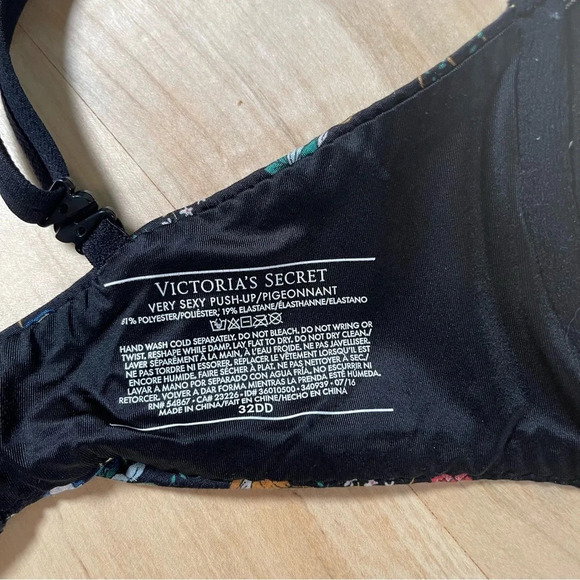 VICTORIA'S SECRET
VERY SEXY PUSH-UP/PIGEONNANT
81% POLYESTER/POLIÉSTER, 19% ELASTANE/ÉLASTHANNE/ELASTANO
HAND WASH COLD SEPARATELY. DO NOT BLEACH. DO NOT WRING OR
TWIST. RESHAPE WHILE DAMP. LAY FLAT TO DRY. DO NOT DRY CLEAN./
LAVER SÉPARÉMENT À LA MAIN, À L'EAU FROIDE. NE PAS JAVELLISER.
NE PAS TORDRE NI ESSORER. REPLACER LE VÊTEMENT LORSQU'IL EST
ENCORE HUMIDE. FAIRE SÉCHER À PLAT. NE PAS NETTOYER À SEC./
LAVAR A MANO POR SEPARADO CON AGUA FRÍA. NO BLANQUEAR. NO
RETORCER. VOLVER A DAR FORMA MIENTRAS LA PRENDA ESTÉ HÚMEDA.
RN# 54867 • CA# 23226 • ID# 36010500 • 340939 • 07/16
MADE IN CHINA/FAIT EN CHINE/HECHO EN CHINA
32DD